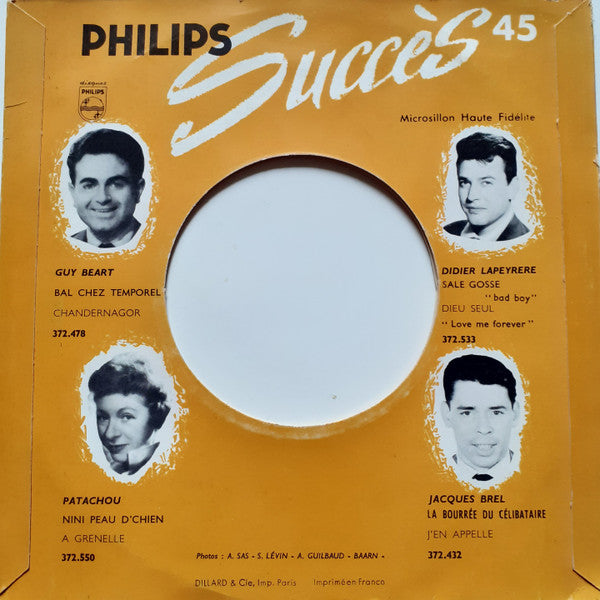 PHILIPS Succès 45
disques
PHILIPS
Microsillon Haute Fidélité
GUY BEART
BAL CHEZ TEMPOREL
CHANDERNAGOR
372.478
DIDIER LAPEYRERE
SALE GOSSE
"bad boy"
DIEU SEUL
"Love me forever"
372.533
PATACHOU
NINI PEAU D'CHIEN
A GRENELLE
372.550
JACQUES BREL
LA BOURRÉE DU CÉLIBATAIRE
J'EN APPELLE
372.432
Photos : A. SAS - S. LÉVIN - A. GUILBAUD - BAARN -
DILLARD & Cie, Imp. Paris Imprimé en France